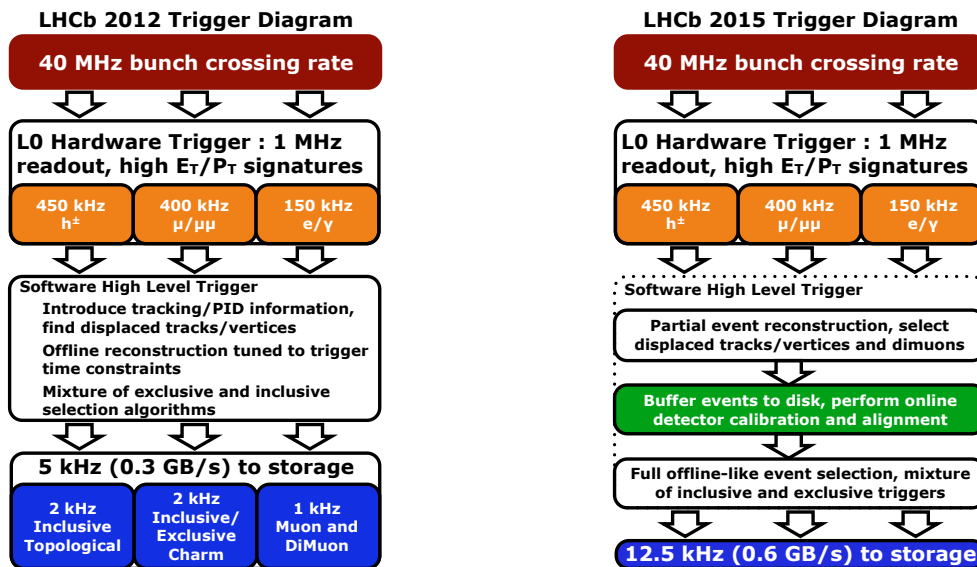 LHCb 2012 Trigger Diagram
40 MHz bunch crossing rate
L0 Hardware Trigger : 1 MHz
readout, high ET/PT signatures
450 kHz
h±
400 kHz
μ/μμ
150 kHz
e/γ
Software High Level Trigger
Introduce tracking/PID information,
find displaced tracks/vertices
Offline reconstruction tuned to trigger
time constraints
Mixture of exclusive and inclusive
selection algorithms
5 kHz (0.3 GB/s) to storage
2 kHz
Inclusive
Topological
2 kHz
Inclusive/
Exclusive
Charm
1 kHz
Muon and
DiMuon
LHCb 2015 Trigger Diagram
40 MHz bunch crossing rate
L0 Hardware Trigger : 1 MHz
readout, high ET/PT signatures
450 kHz
h±
400 kHz
μ/μμ
150 kHz
e/γ
Software High Level Trigger
Partial event reconstruction, select
displaced tracks/vertices and dimuons
Buffer events to disk, perform online
detector calibration and alignment
Full offline-like event selection, mixture
of inclusive and exclusive triggers
12.5 kHz (0.6 GB/s) to storage